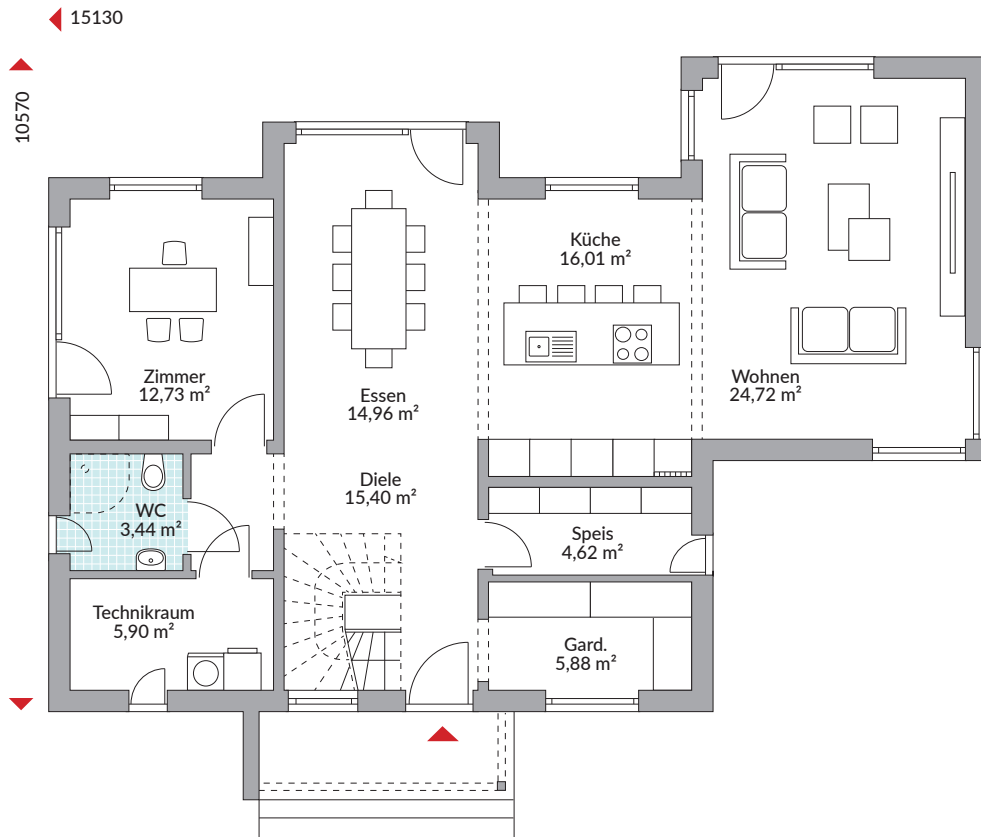 15130
10570
Küche
16,01 m²
Zimmer
12,73 m²
Essen
14,96 m²
Wohnen
24,72 m²
Diele
15,40 m²
WC
3,44 m²
Speis
4,62 m²
Technikraum
5,90 m²
Gard.
5,88 m²